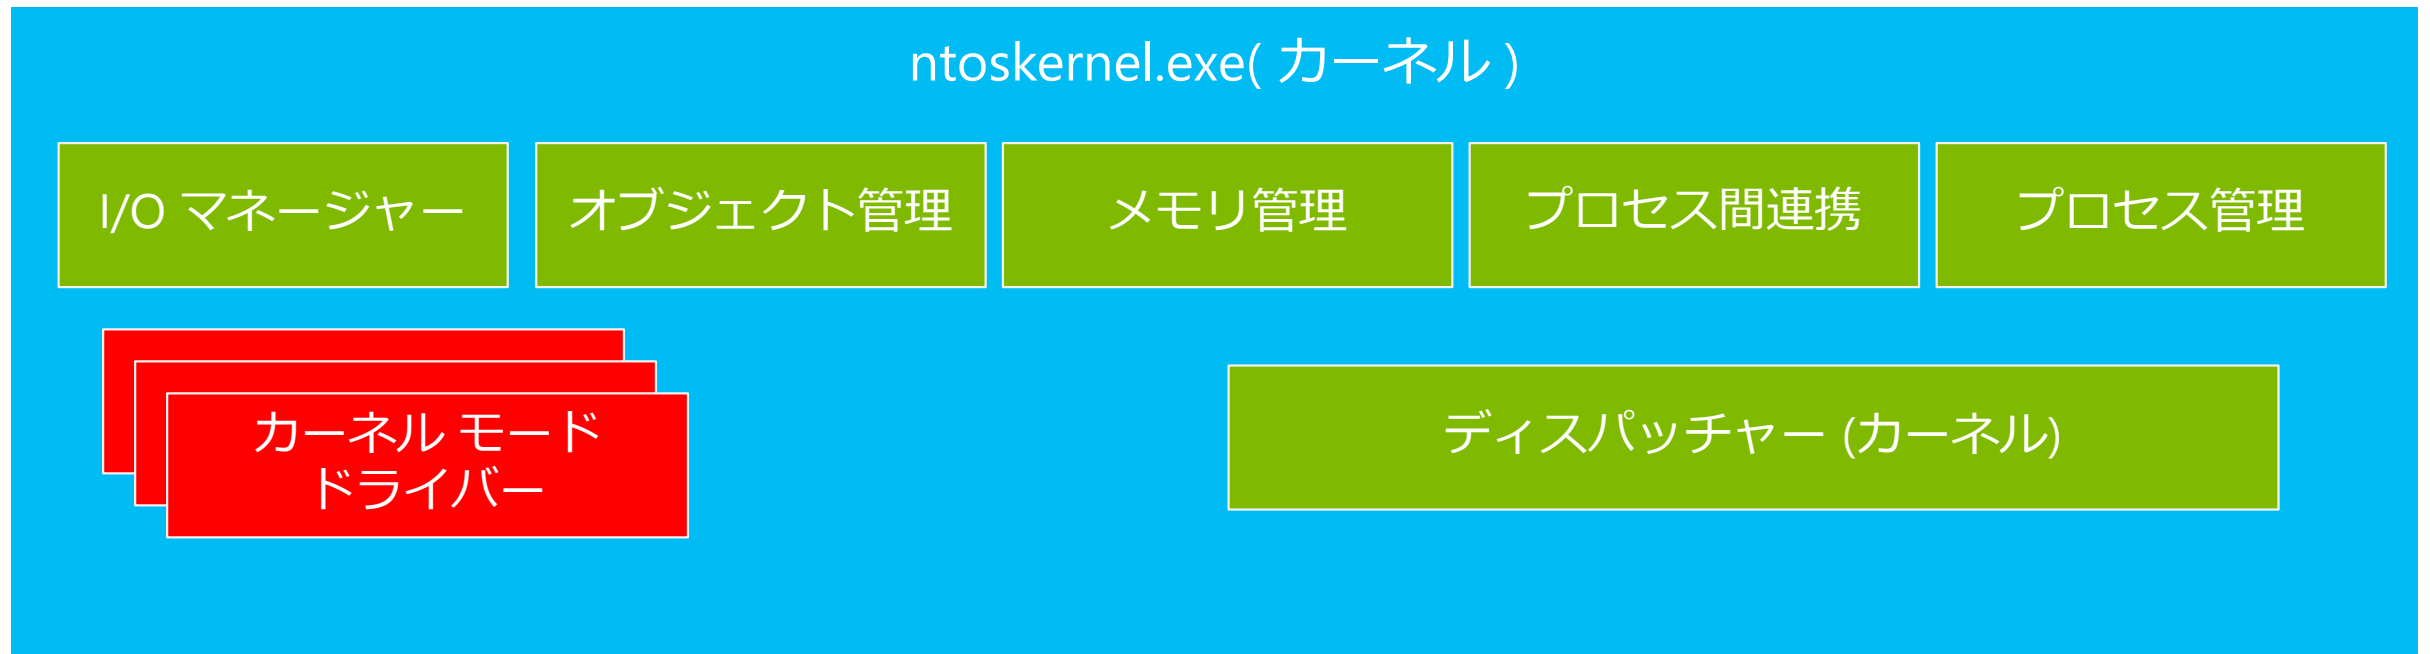 ntoskernel.exe( カーネル )
I/O マネージャー
オブジェクト管理
メモリ管理
プロセス間連携
プロセス管理
カーネル モード
ドライバー
ディスパッチャー (カーネル)